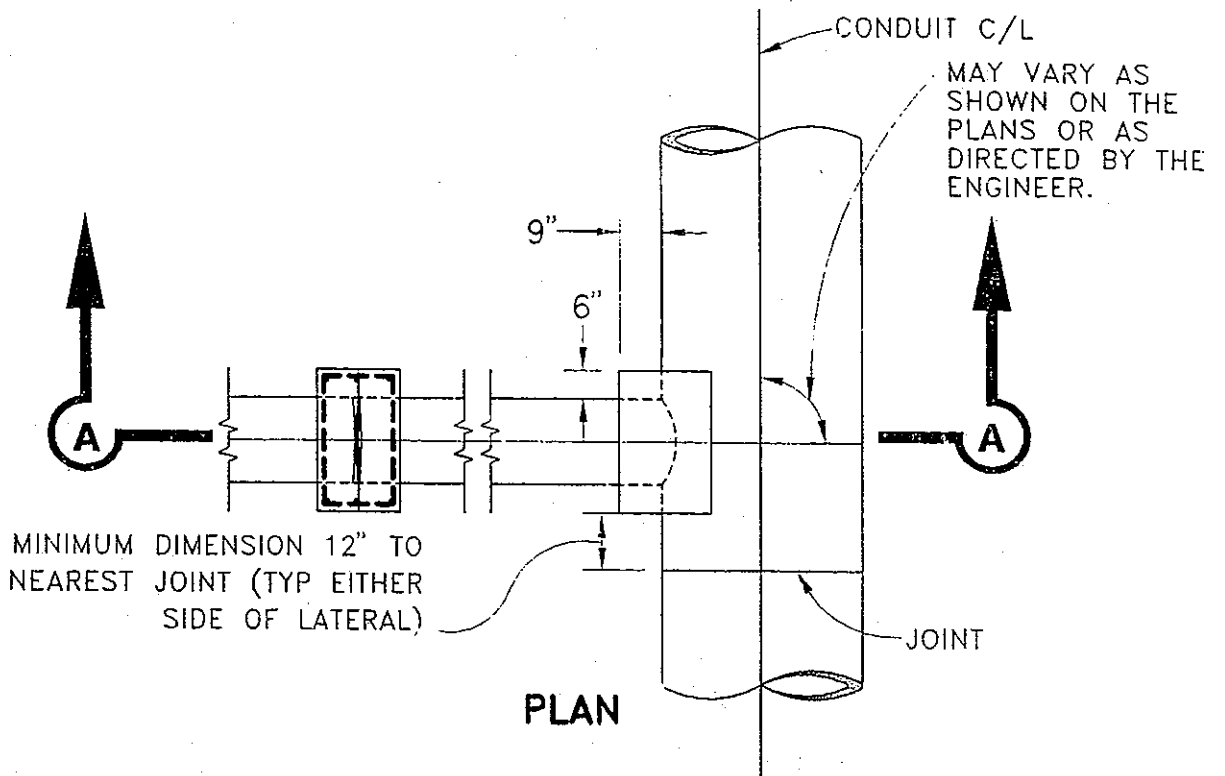 CONDUIT C/L
MAY VARY AS
SHOWN ON THE
PLANS OR AS
DIRECTED BY THE
ENGINEER.
9"
6"
A
A
MINIMUM DIMENSION 12" TO
NEAREST JOINT (TYP EITHER
SIDE OF LATERAL)
JOINT
PLAN